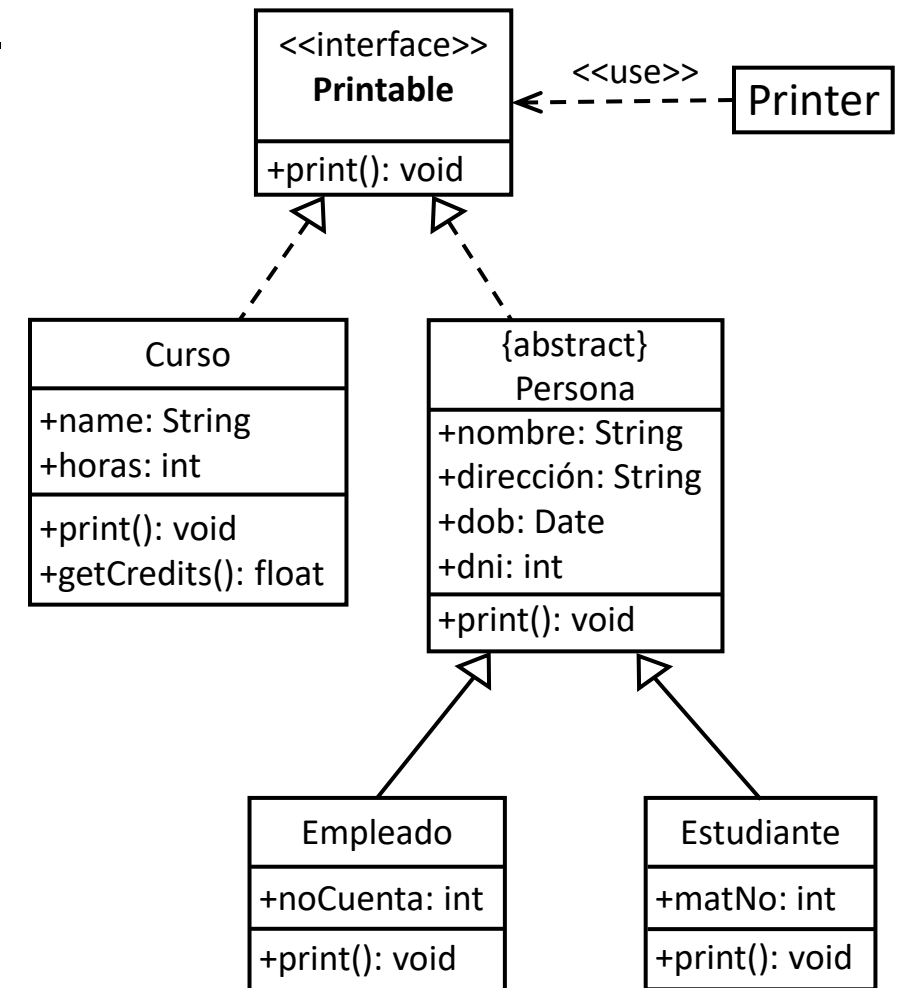 <<interface>>
Printable
+print(): void
<<use>>
Printer
Curso
+name: String
+horas: int
+print(): void
+getCredits(): float
{abstract}
Persona
+nombre: String
+dirección: String
+dob: Date
+dni: int
+print(): void
Empleado
+noCuenta: int
+print(): void
Estudiante
+matNo: int
+print(): void